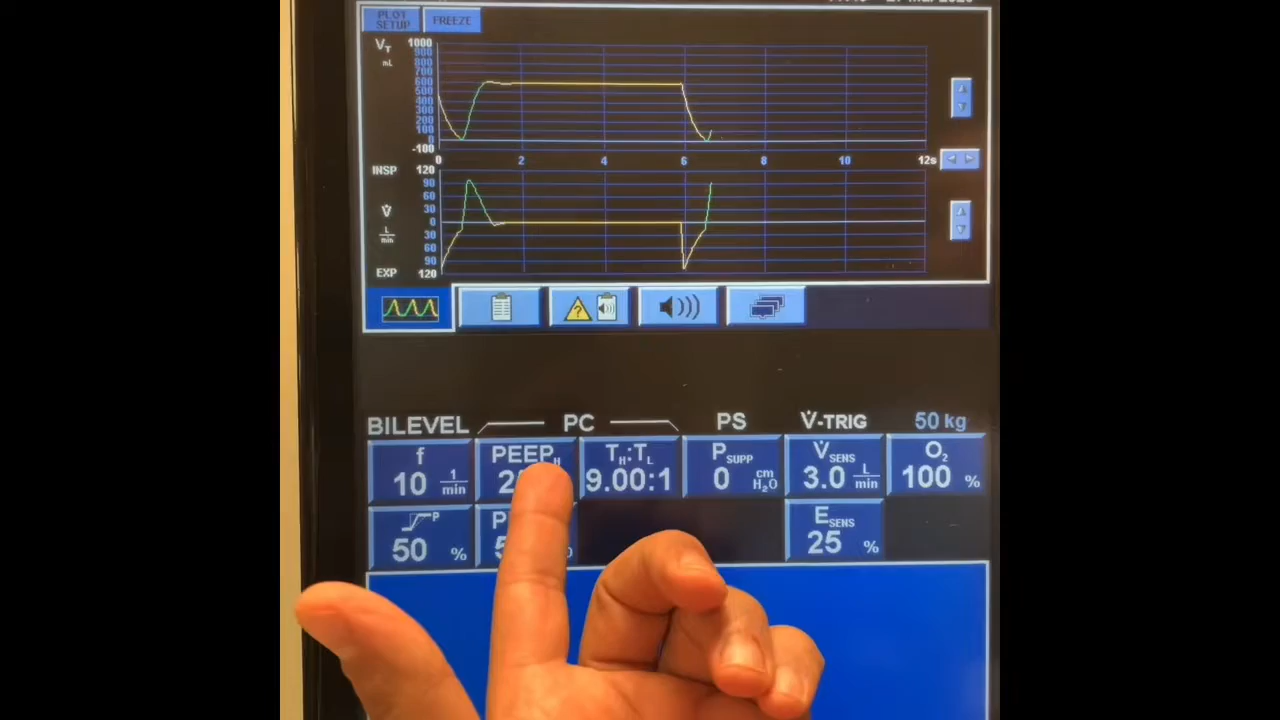 PLOT SETUP FREEZE
VT mL
1000
900
800
700
600
500
400
300
200
100
0
-100
0 2 4 6 8 10 12s
INSP
V̇ L/min
EXP
120
90
60
30
0
30
60
90
120
?
BILEVEL PC PS V̇-TRIG 50 kg
f PEEPH TH:TL PSUPP V̇SENS O2
10 1/min 9.00:1 0 cm H2O 3.0 L/min 100 %
P ESENS
50 % 25 %